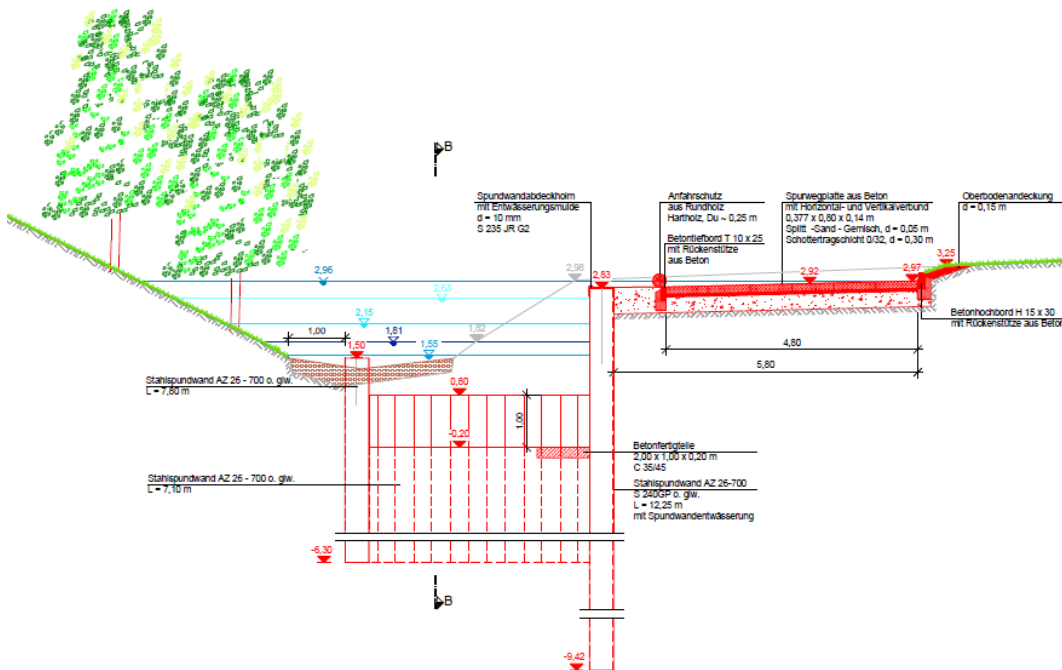 B
Spundwandabdeckholm
mit Entwässerungsmulde
d = 10 mm
S 235 JR G2
Anfahrschutz
aus Rundholz
Hartholz, Du ~ 0,25 m
Betontiefbord T 10 x 25
mit Rückenstütze
aus Beton
Spurwegplatte aus Beton
mit Horizontal- und Vertikalverbund
0,377 x 0,80 x 0,14 m
Splitt -Sand - Gemisch, d = 0,05 m
Schottertragschicht 0/32, d = 0,30 m
Oberbodenandeckung
d = 0,15 m
3,25
2,96
2,98
2,83
2,92
2,97
2,63
2,15
1,00
1,81
1,82
1,50
1,55
Betonhochbord H 15 x 30
mit Rückenstütze aus Beton
4,80
5,80
Stahlspundwand AZ 26 - 700 o. glw.
L = 7,80 m
0,80
1,00
-0,20
Betonfertigteile
2,00 x 1,00 x 0,20 m
C 35/45
Stahlspundwand AZ 26 - 700 o. glw.
L = 7,10 m
Stahlspundwand AZ 26-700
S 240GP o. glw.
L = 12,25 m
mit Spundwandentwässerung
-6,30
B
-9,42